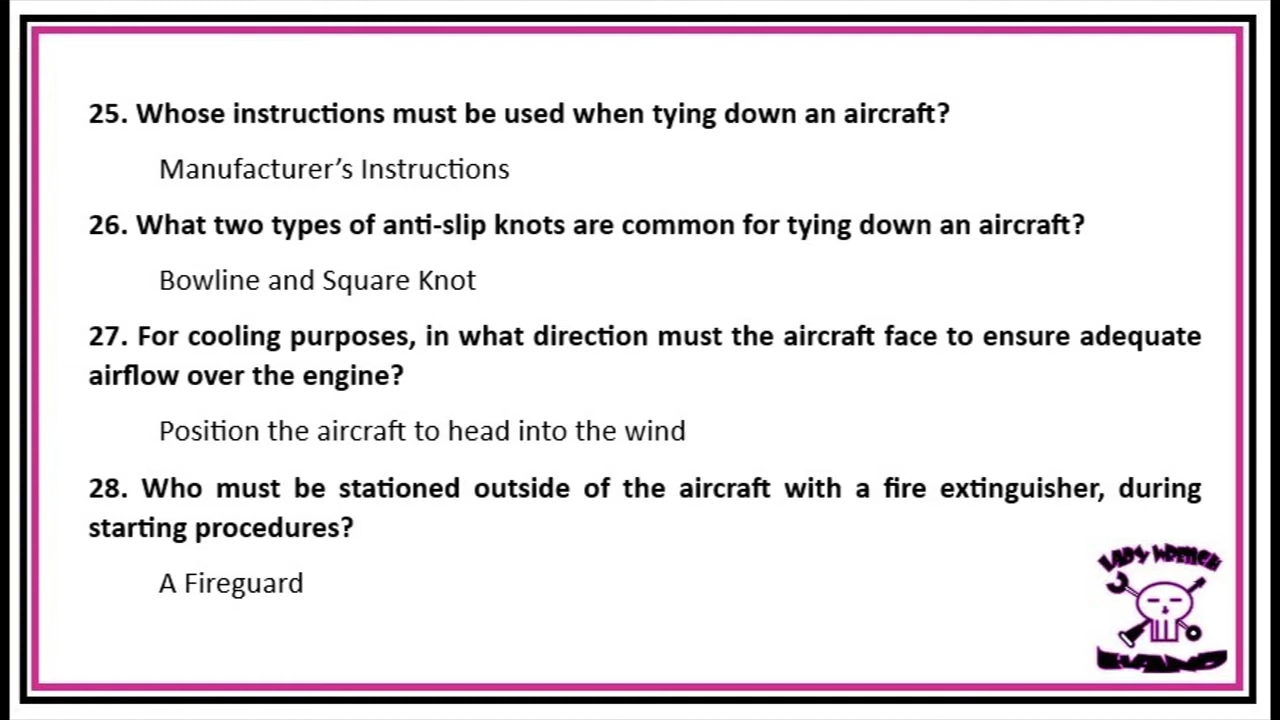 25. Whose instructions must be used when tying down an aircraft?
Manufacturer’s Instructions
26. What two types of anti-slip knots are common for tying down an aircraft?
Bowline and Square Knot
27. For cooling purposes, in what direction must the aircraft face to ensure adequate
airflow over the engine?
Position the aircraft to head into the wind
28. Who must be stationed outside of the aircraft with a fire extinguisher, during
starting procedures?
A Fireguard
LADY WRENCH